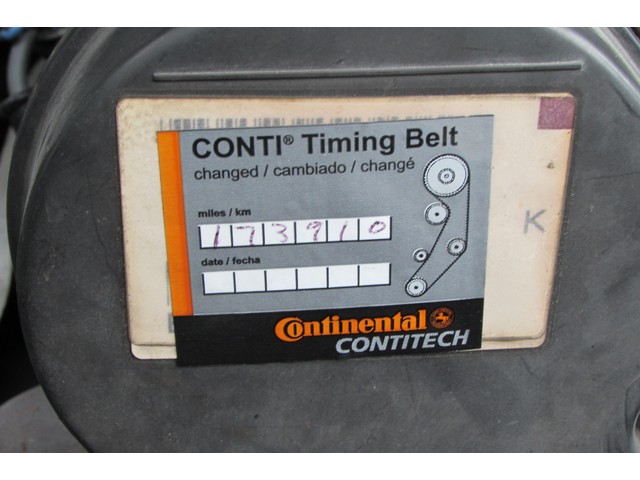 CONTI® Timing Belt
changed / cambiado / changé
miles / km
173910
date / fecha
K
Continental
CONTITECH